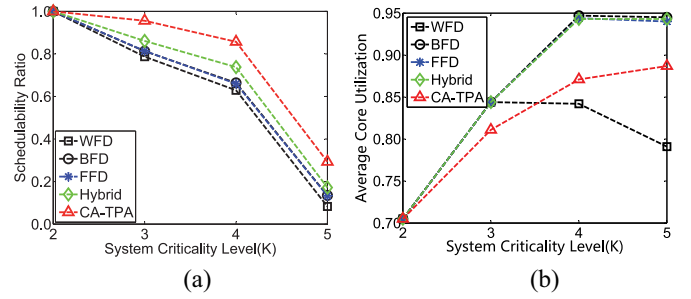 1.0
0.8
0.6
0.4
0.2
0.0
Schedulability Ratio
WFD
BFD
FFD
Hybrid
CA-TPA
2 3 4 5
System Criticality Level(K)
(a)
0.95
0.90
0.85
0.80
0.75
0.70
Average Core Utilization
WFD
BFD
FFD
Hybrid
CA-TPA
2 3 4 5
System Criticality Level(K)
(b)